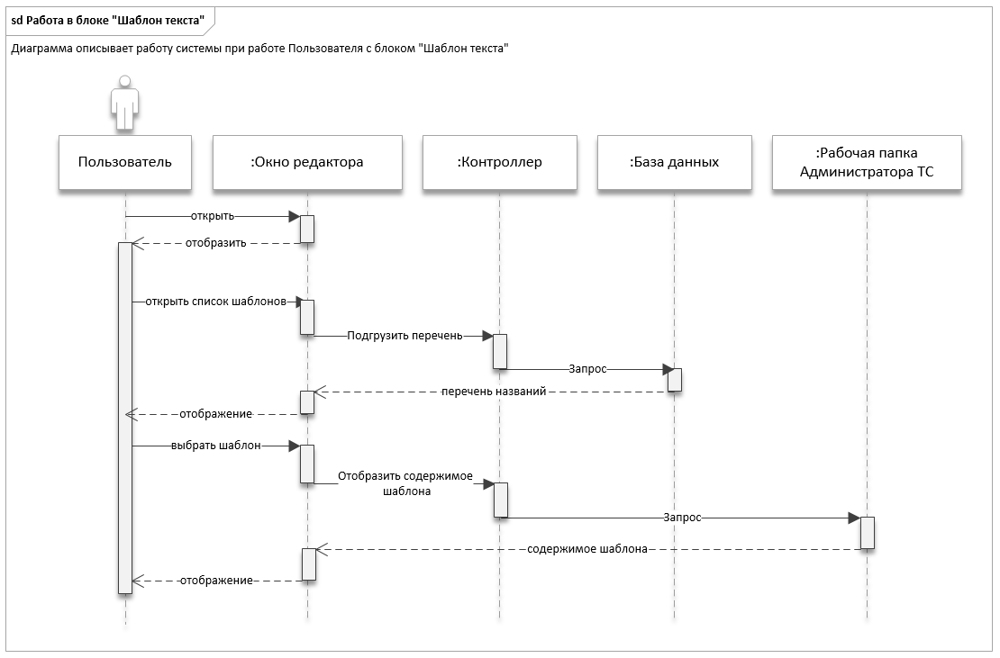 sd Работа в блоке "Шаблон текста"
Диаграмма описывает работу системы при работе Пользователя с блоком "Шаблон текста"
Пользователь
:Окно редактора
:Контроллер
:База данных
:Рабочая папка
Администратора ТС
открыть
отобразить
открыть список шаблонов
Подгрузить перечень
Запрос
перечень названий
отображение
выбрать шаблон
Отобразить содержимое
шаблона
Запрос
содержимое шаблона
отображение